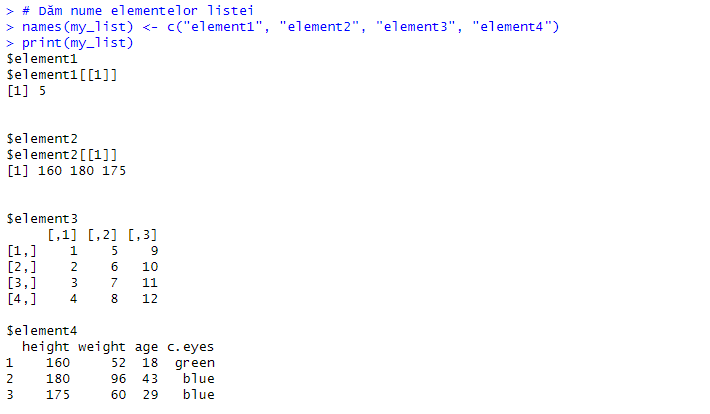 > # Dăm nume elementelor listei
> names(my_list) <- c("element1", "element2", "element3", "element4")
> print(my_list)
$element1
$element1[[1]]
[1] 5
$element2
$element2[[1]]
[1] 160 180 175
$element3
     [,1] [,2] [,3]
[1,]    1    5    9
[2,]    2    6   10
[3,]    3    7   11
[4,]    4    8   12
$element4
  height weight age c.eyes
1    160     52  18  green
2    180     96  43   blue
3    175     60  29   blue